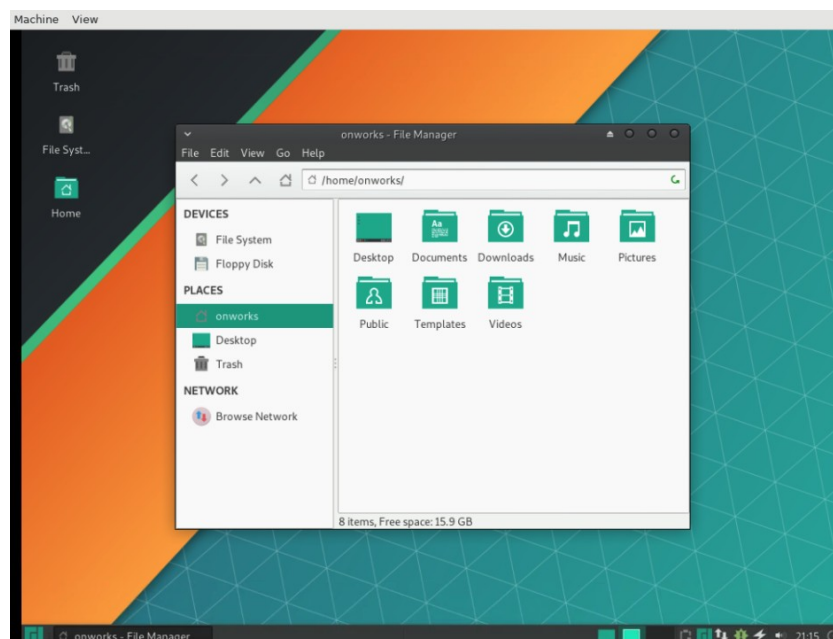 Machine View
Trash
File Syst...
Home
onworks - File Manager
File Edit View Go Help
/home/onworks/
DEVICES
File System
Floppy Disk
PLACES
onworks
Desktop
Trash
NETWORK
Browse Network
Desktop Documents Downloads Music Pictures
Public Templates Videos
8 items, Free space: 15.9 GB
onworks - File Manager
21:15